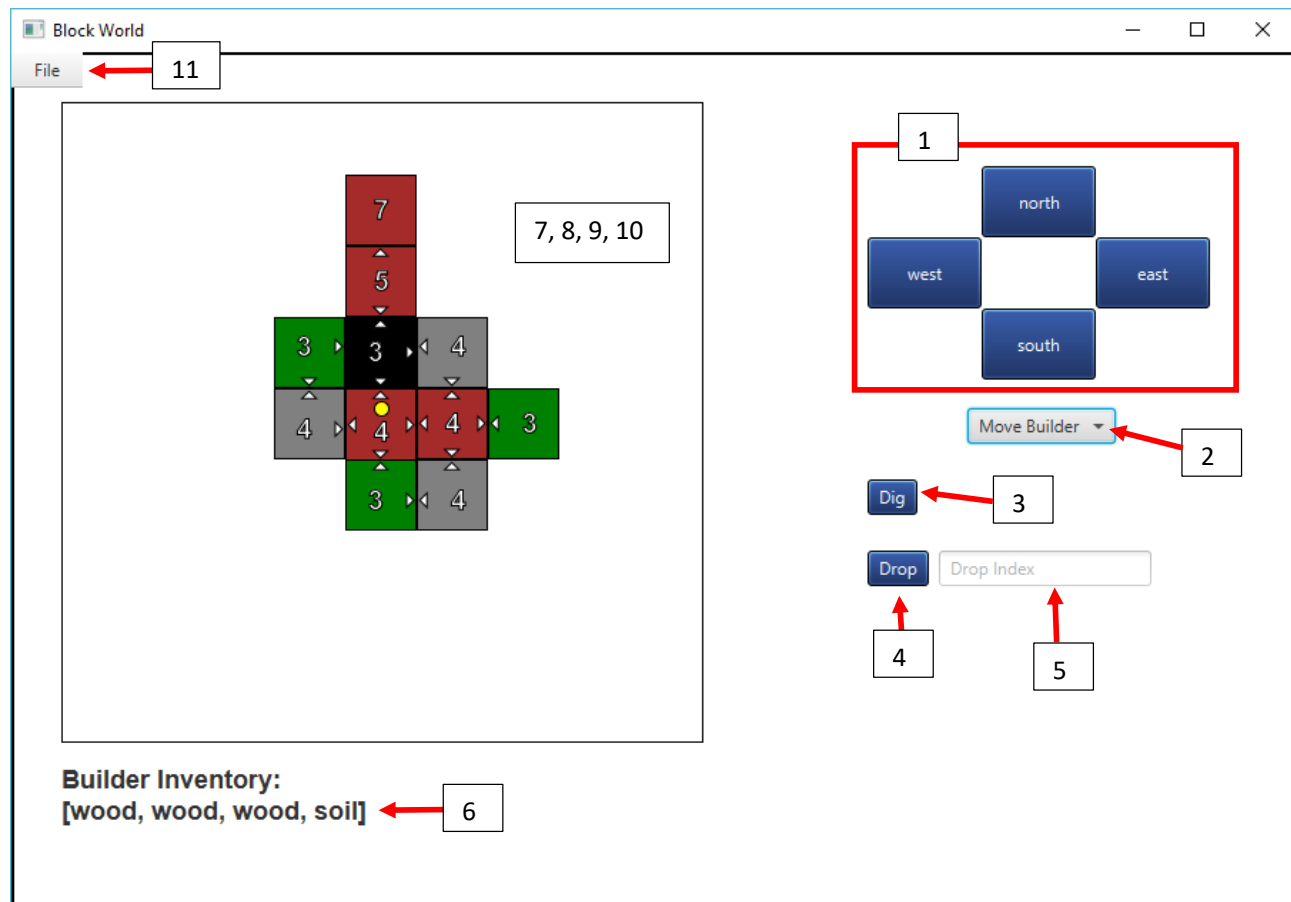 Block World
File
11
1
north
7
7, 8, 9, 10
west
east
5
3 3 4
south
4 4 4 3
Move Builder
2
3 4
Dig
3
Drop
Drop Index
4
5
Builder Inventory:
[wood, wood, wood, soil]
6